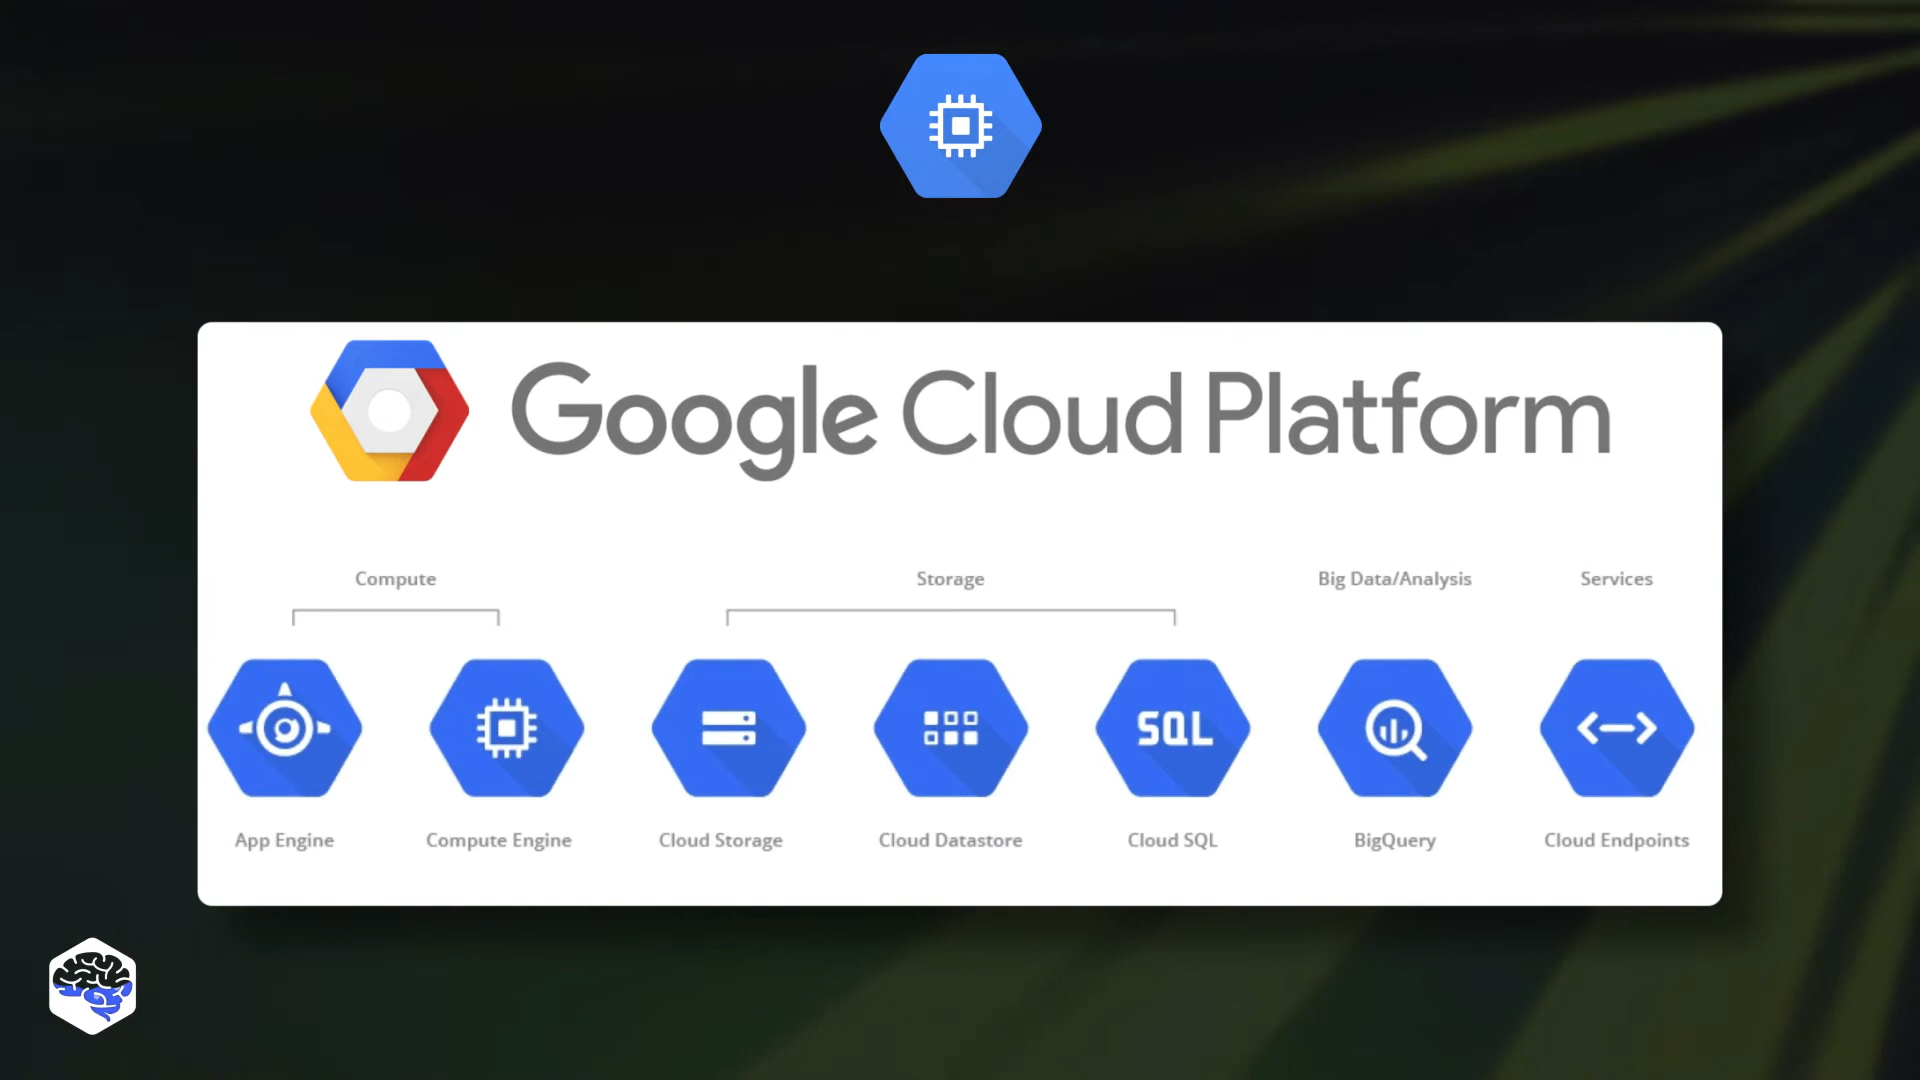 Google Cloud Platform
Compute
Storage
Big Data/Analysis
Services
SQL
App Engine
Compute Engine
Cloud Storage
Cloud Datastore
Cloud SQL
BigQuery
Cloud Endpoints